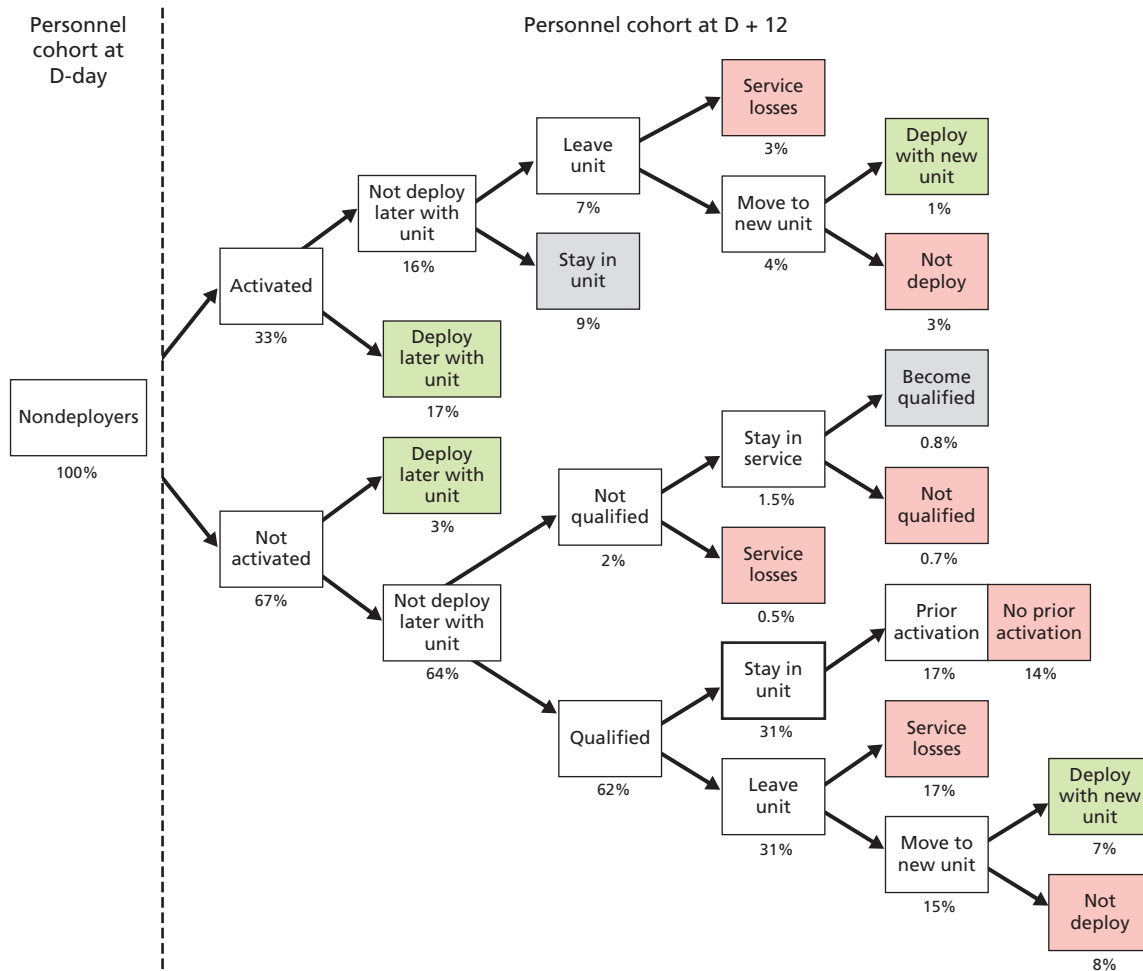 Personnel
cohort at
D-day
Personnel cohort at D + 12
Nondeployers
100%
Activated
33%
Not deploy
later with
unit
16%
Leave
unit
7%
Service
losses
3%
Move to
new unit
4%
Deploy
with new
unit
1%
Not
deploy
3%
Stay in
unit
9%
Deploy
later with
unit
17%
Not
activated
67%
Deploy
later with
unit
3%
Not deploy
later with
unit
64%
Not
qualified
2%
Stay in
service
1.5%
Become
qualified
0.8%
Not
qualified
0.7%
Service
losses
0.5%
Qualified
62%
Stay in
unit
31%
Prior
activation
17%
No prior
activation
14%
Leave
unit
31%
Service
losses
17%
Move to
new unit
15%
Deploy
with new
unit
7%
Not
deploy
8%